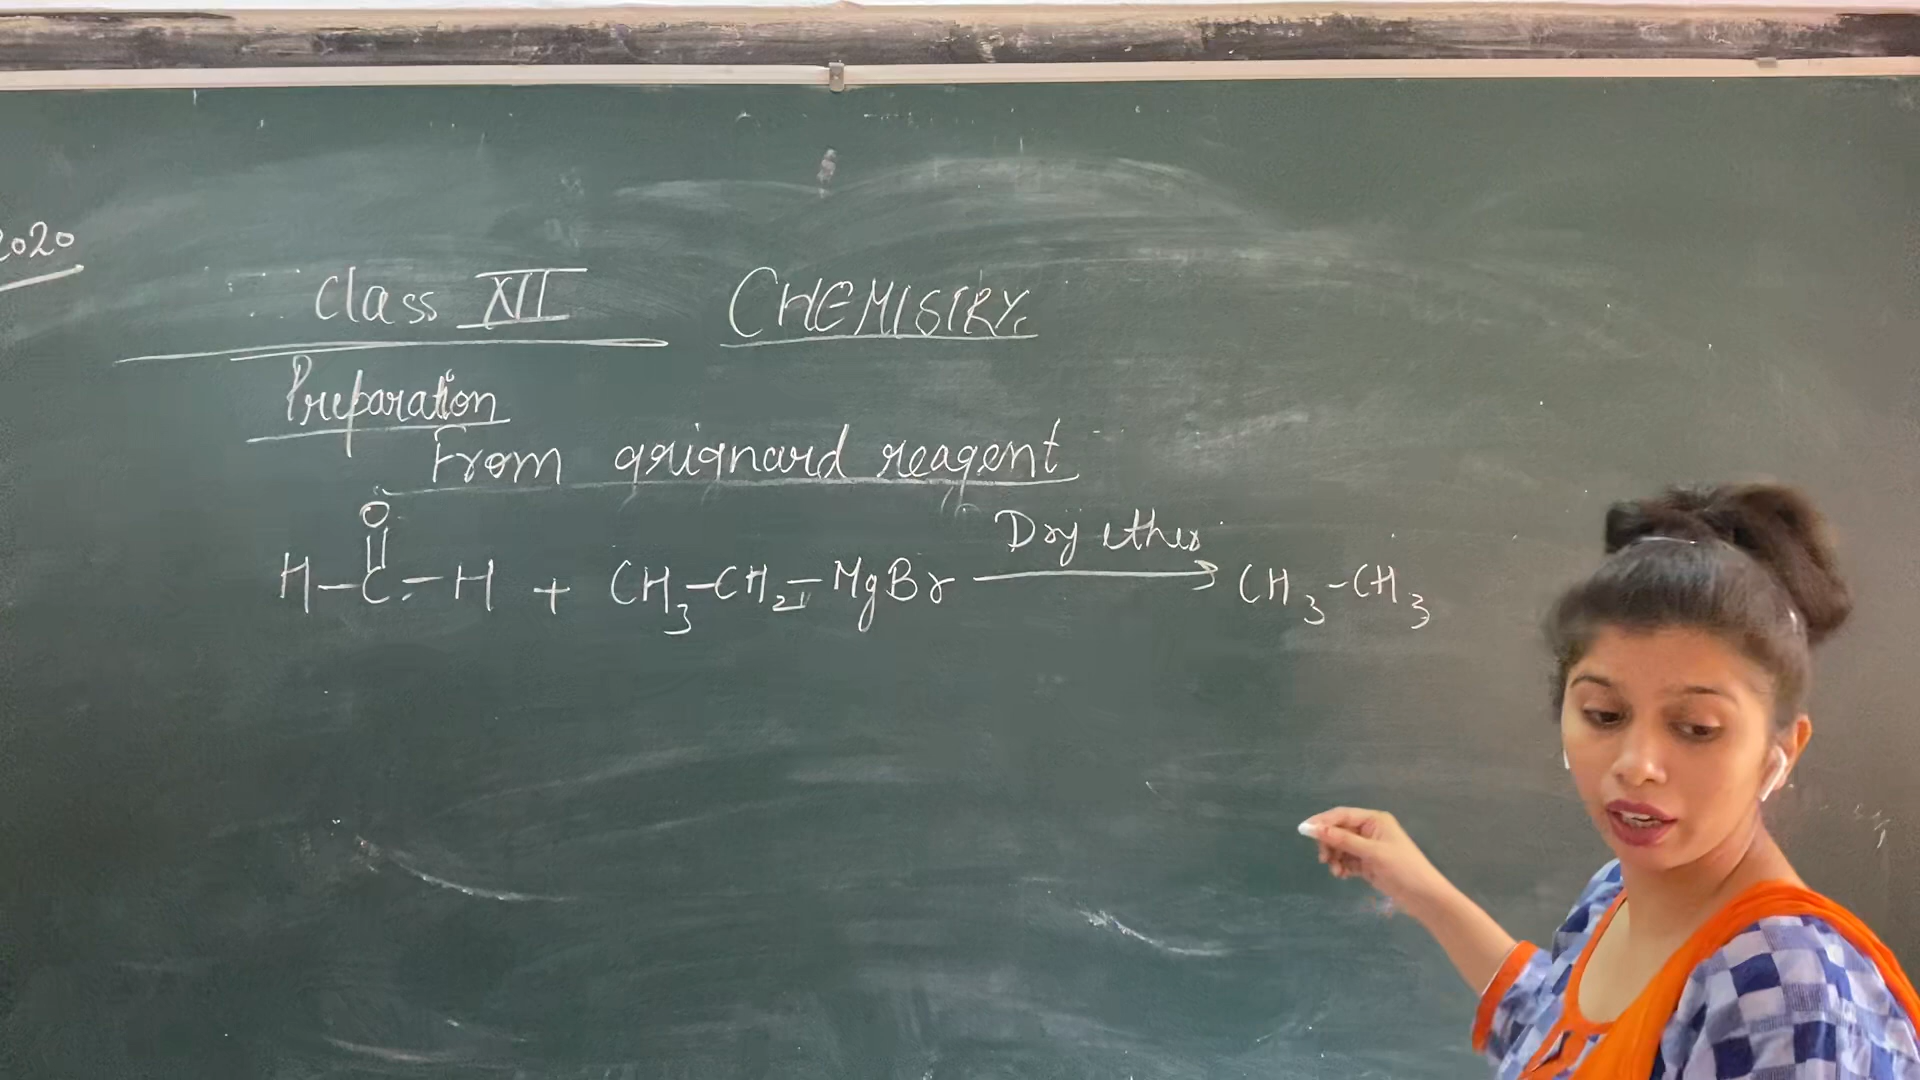 2020
Class XII CHEMISTRY
Preparation
From grignard reagent
O
||
H-C-H + CH3-CH2-MgBr Dry ether → CH3-CH3